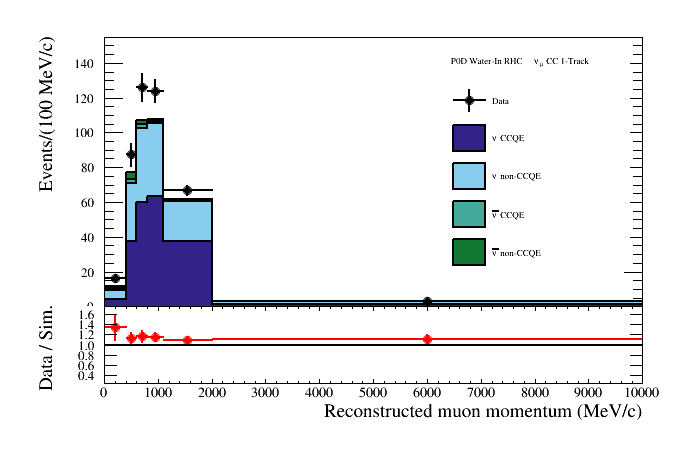 P0D Water-In RHC ν μ CC 1-Track
Data
ν CCQE
ν non-CCQE
ν̅ CCQE
ν̅ non-CCQE
Events/(100 MeV/c)
140
120
100
80
60
40
20
0
Data / Sim.
1.6
1.4
1.2
1.0
0.8
0.6
0.4
0 1000 2000 3000 4000 5000 6000 7000 8000 9000 10000
Reconstructed muon momentum (MeV/c)